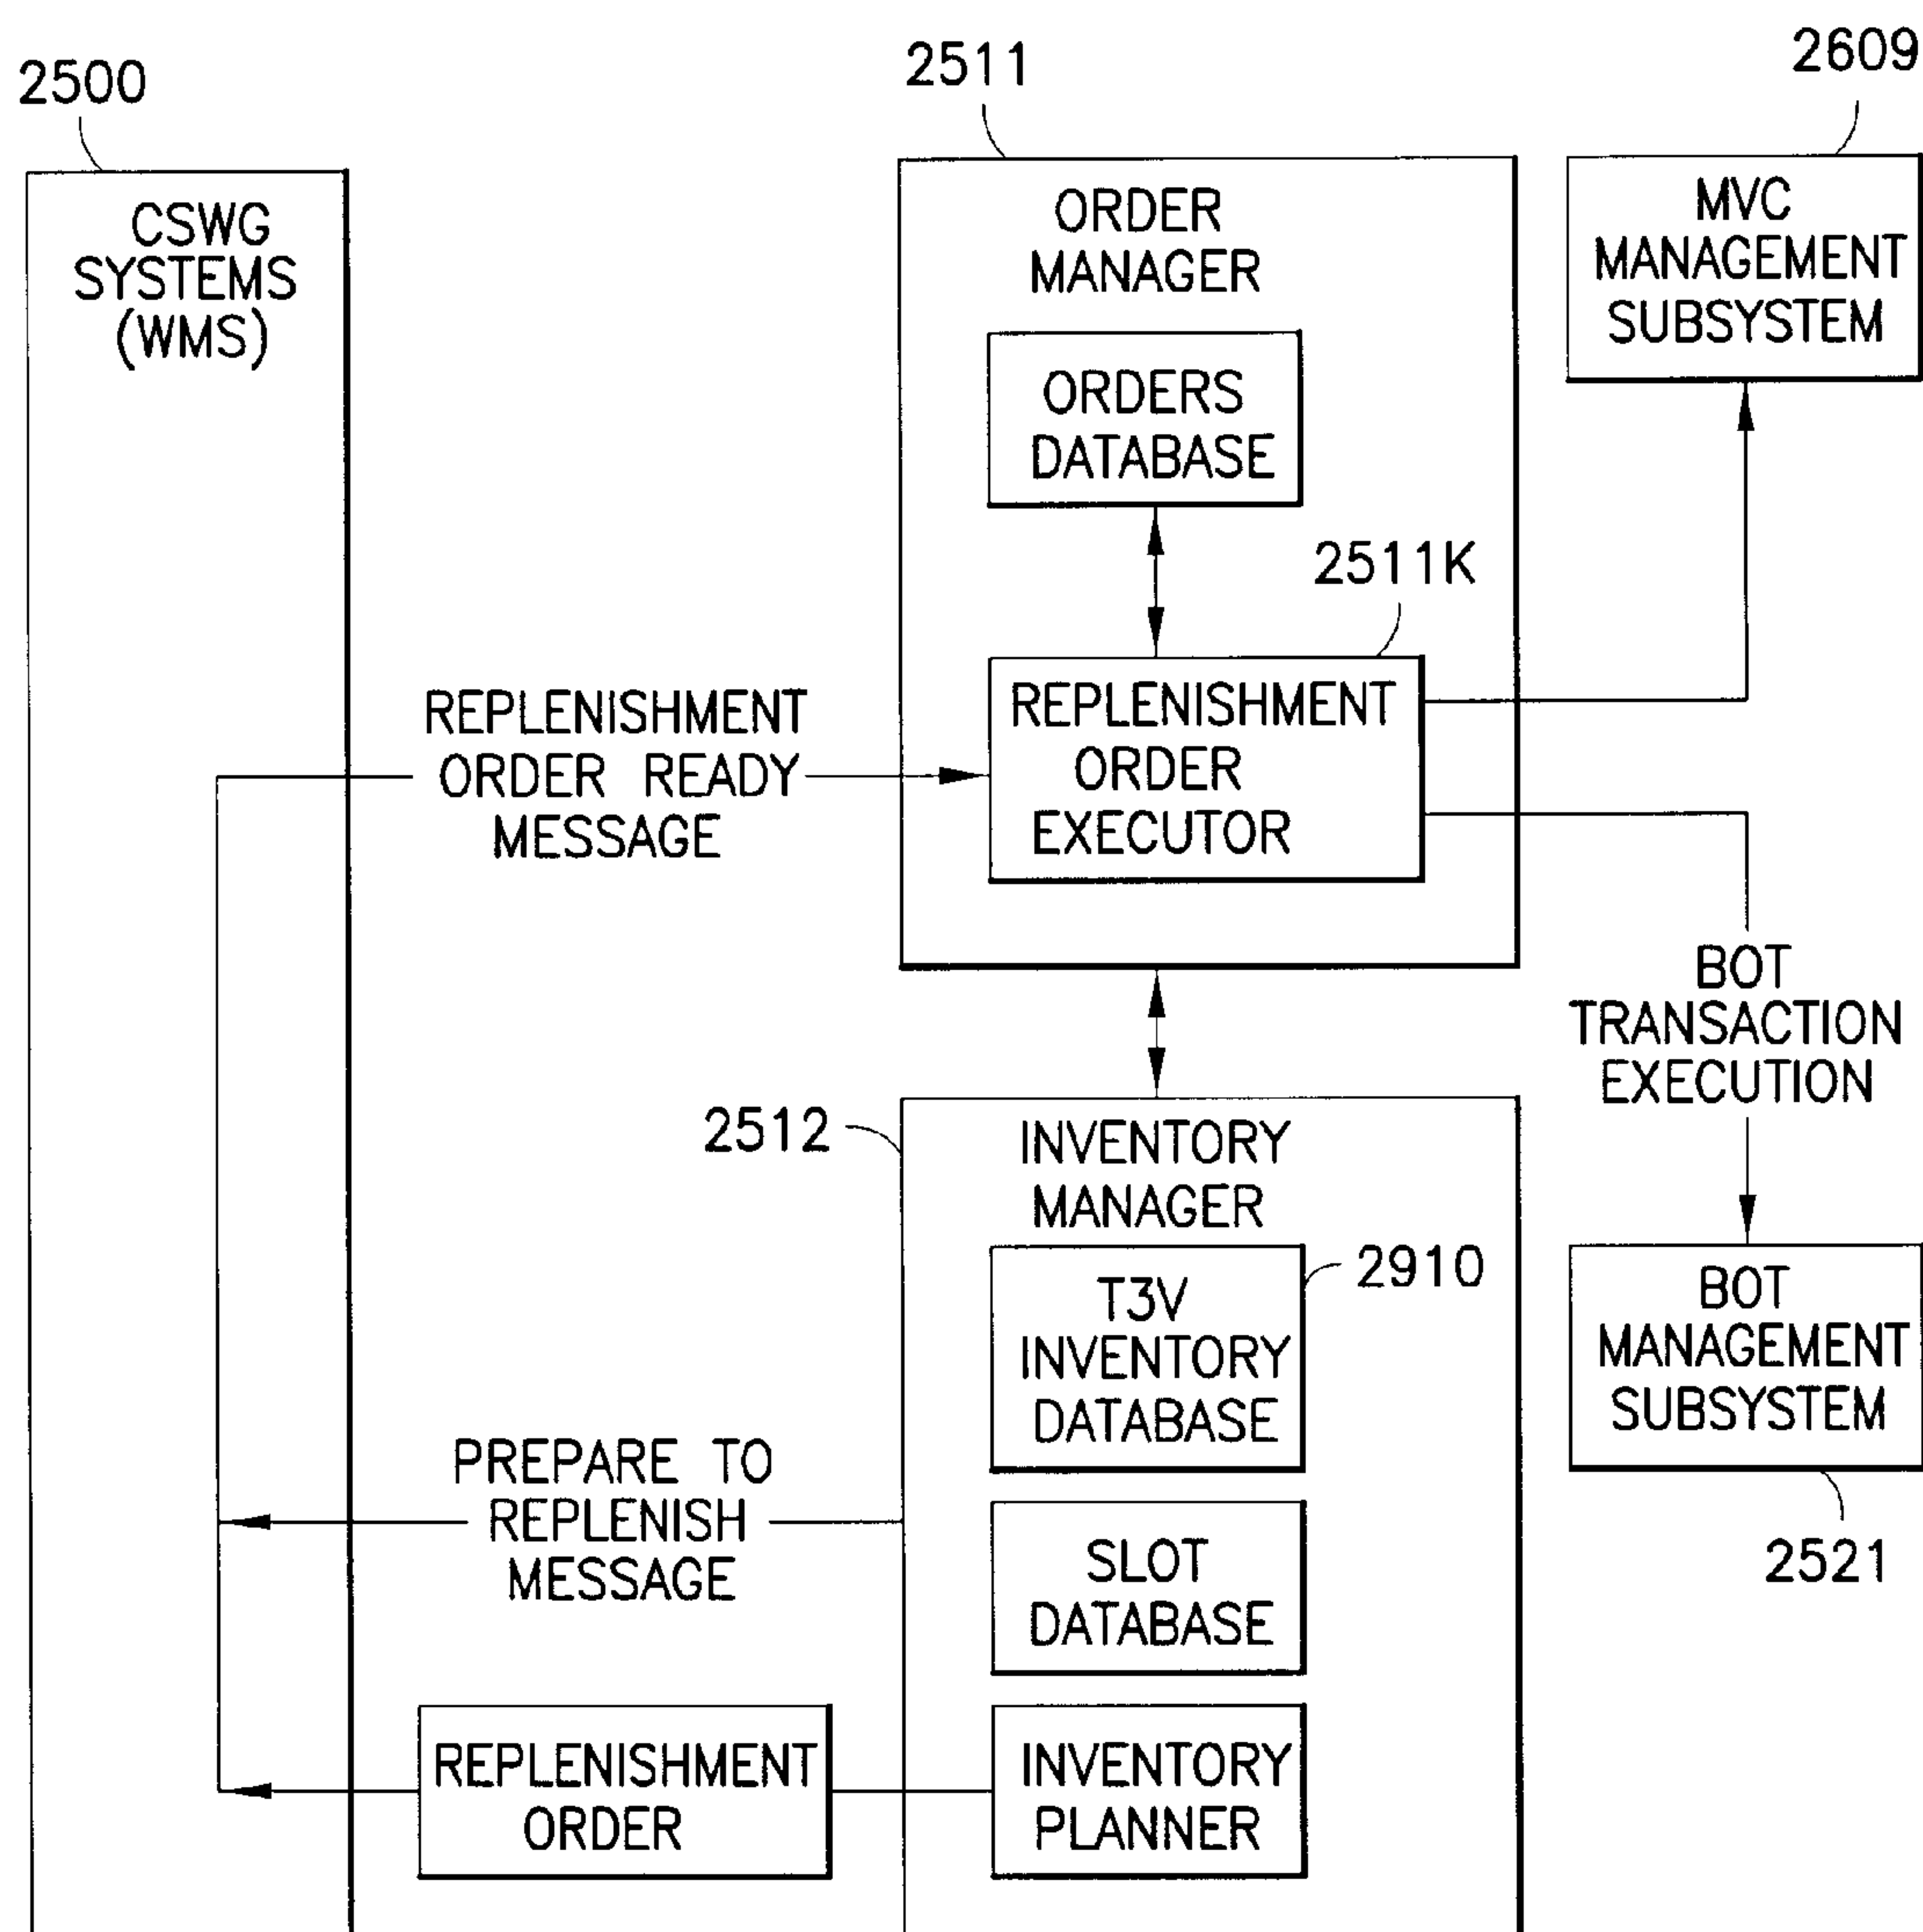 2500
2511
2609
CSWG
SYSTEMS
(WMS)
ORDER
MANAGER
ORDERS
DATABASE
2511K
REPLENISHMENT
ORDER
EXECUTOR
MVC
MANAGEMENT
SUBSYSTEM
REPLENISHMENT
ORDER READY
MESSAGE
BOT
TRANSACTION
EXECUTION
2512
INVENTORY
MANAGER
T3V
INVENTORY
DATABASE
2910
BOT
MANAGEMENT
SUBSYSTEM
2521
PREPARE TO
REPLENISH
MESSAGE
SLOT
DATABASE
REPLENISHMENT
ORDER
INVENTORY
PLANNER